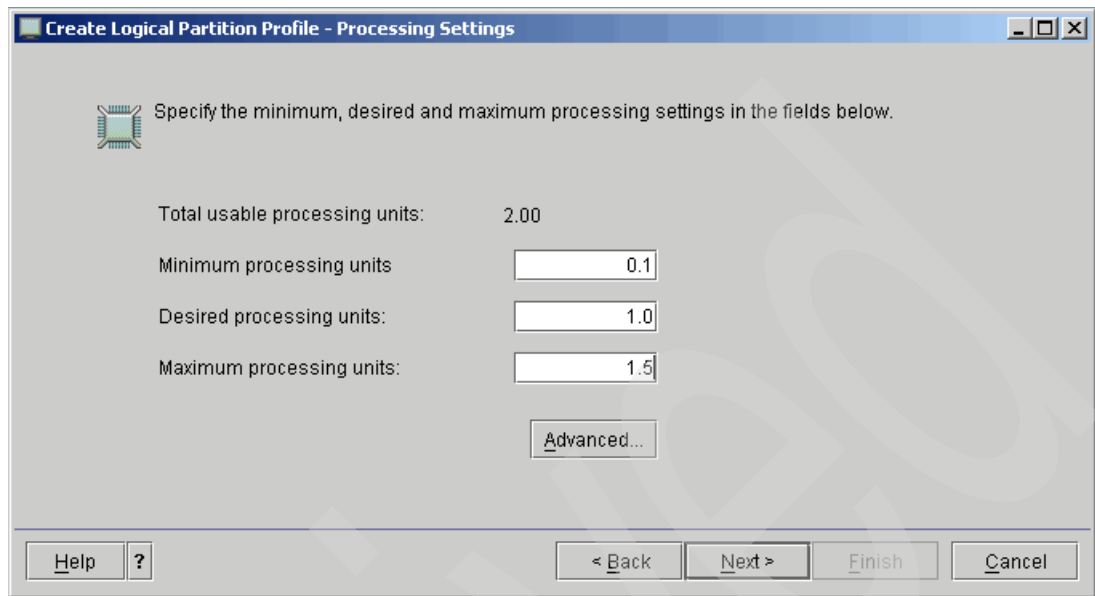 Create Logical Partition Profile - Processing Settings
Specify the minimum, desired and maximum processing settings in the fields below.
Total usable processing units: 2.00
Minimum processing units 0.1
Desired processing units: 1.0
Maximum processing units: 1.5
Advanced...
Help ? < Back Next > Finish Cancel